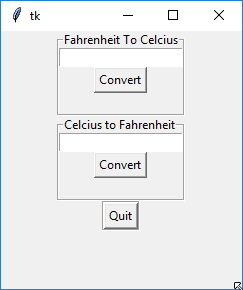 tk
Fahrenheit To Celcius
Convert
Celcius to Fahrenheit
Convert
Quit